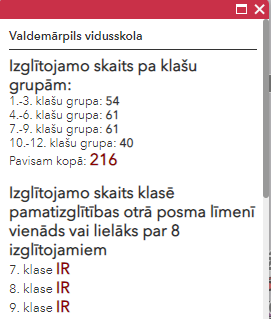 Valdemārpils vidusskola
Izglītojamo skaits pa klašu
grupām:
1.-3. klašu grupa: 54
4.-6. klašu grupa: 61
7.-9. klašu grupa: 61
10.-12. klašu grupa: 40
Pavisam kopā: 216
Izglītojamo skaits klasē
pamatizglītības otrā posma līmenī
vienāds vai lielāks par 8
izglītojamiem
7. klase IR
8. klase IR
9. klase IR